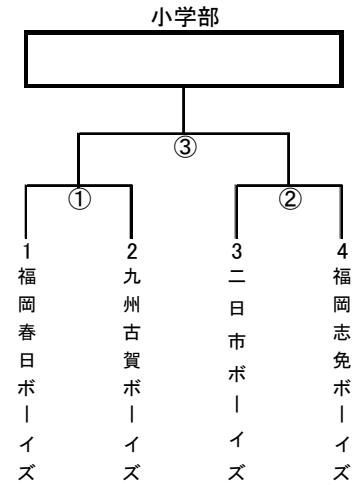 小学部
③
① ②
1 2 3 4
福岡春日ボーイズ
九州古賀ボーイズ
二日市ボーイズ
福岡志免ボーイズ